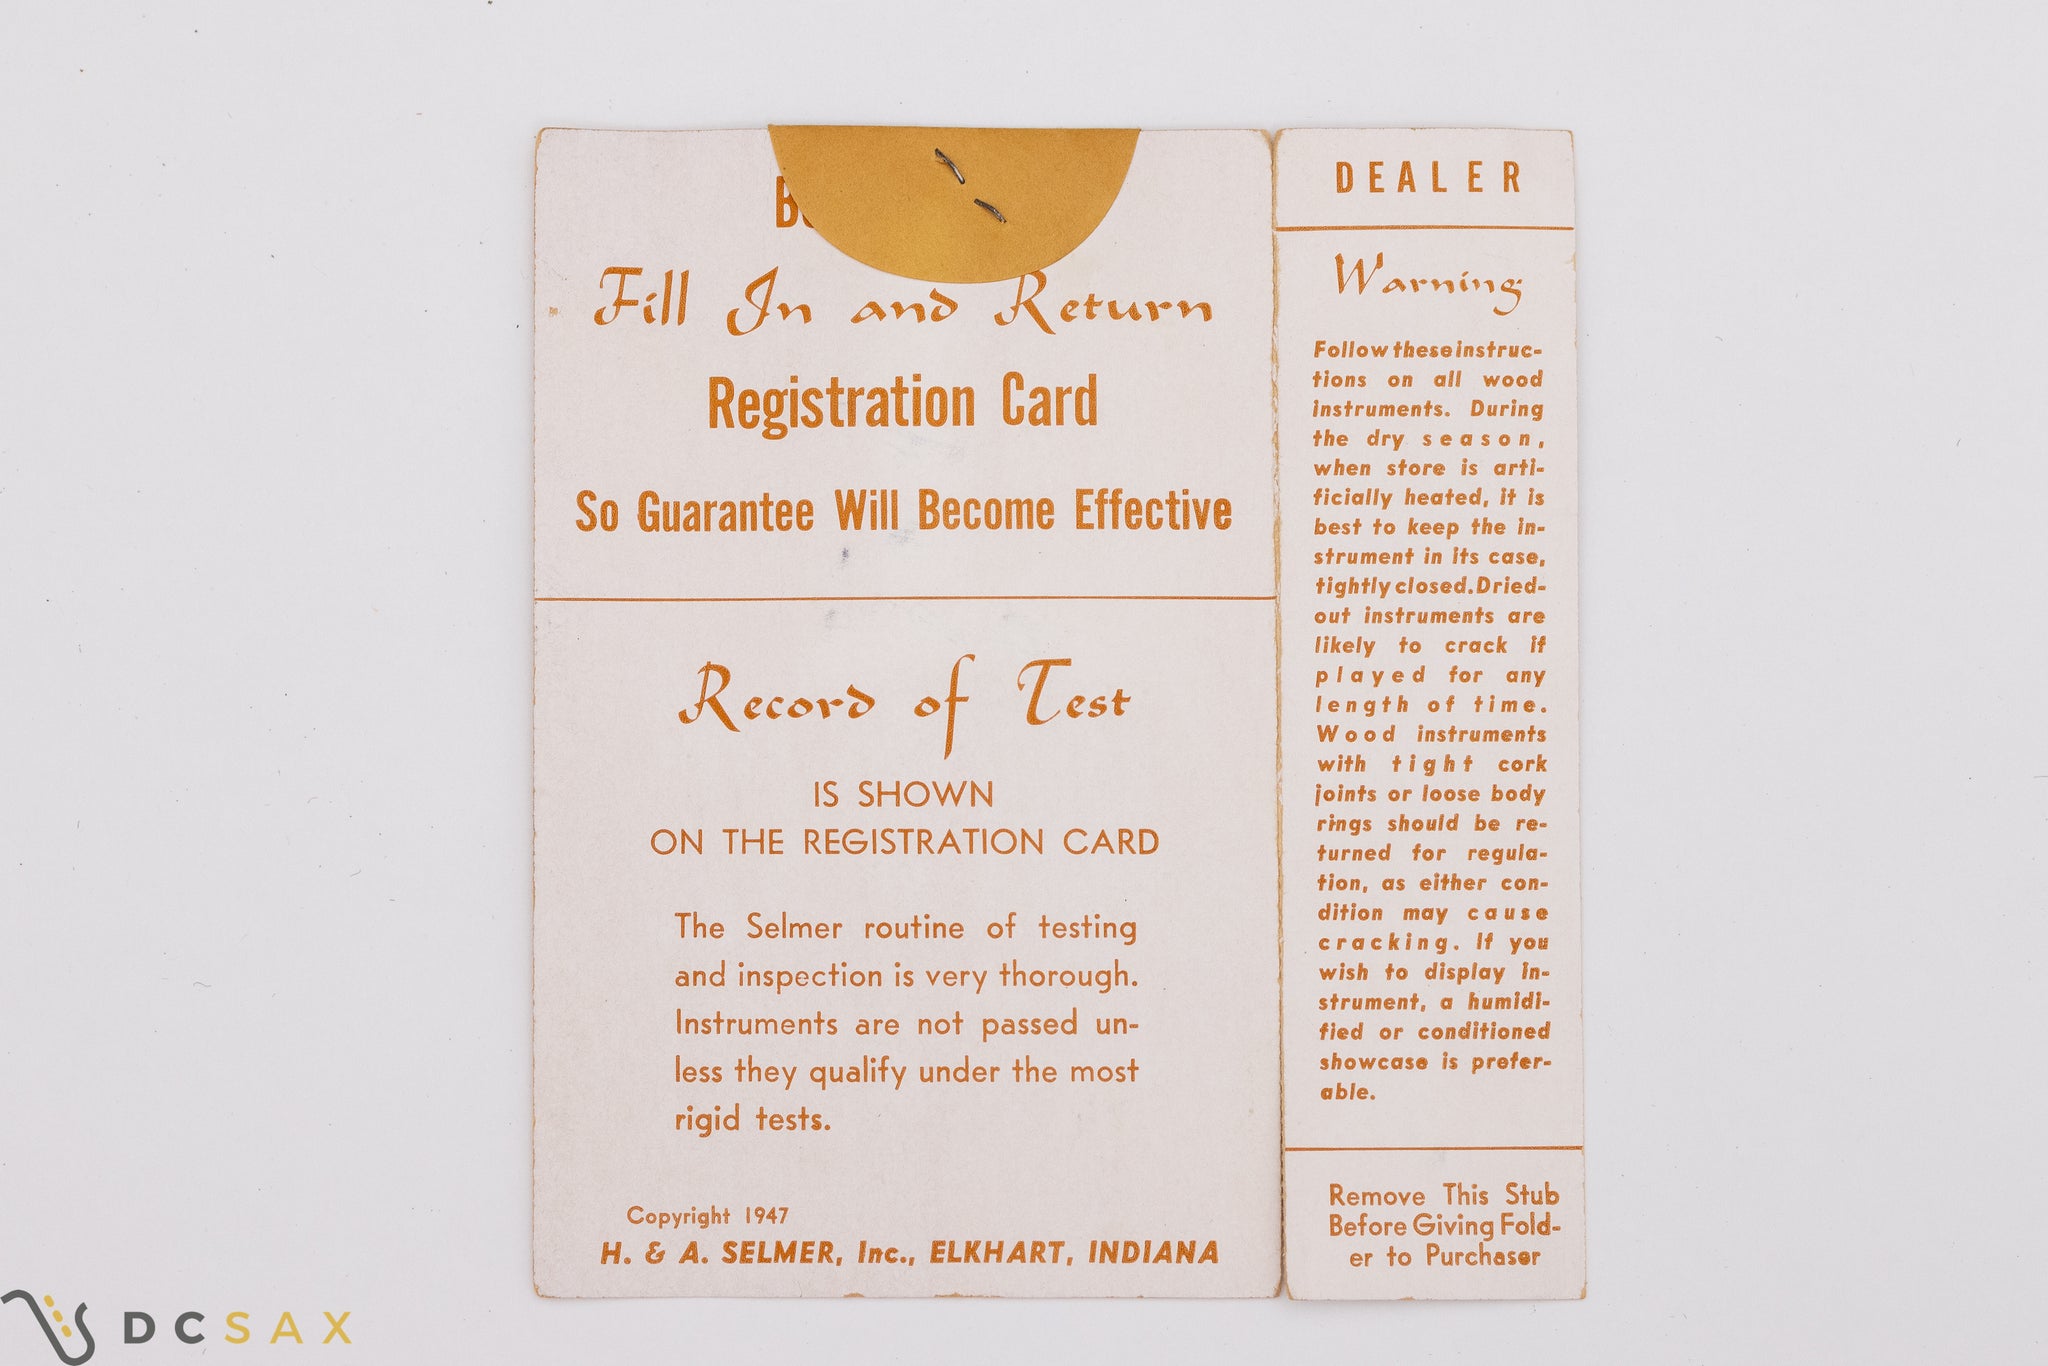 Fill In and Return
Registration Card
So Guarantee Will Become Effective
Record of Test
IS SHOWN
ON THE REGISTRATION CARD
The Selmer routine of testing
and inspection is very thorough.
Instruments are not passed un-
less they qualify under the most
rigid tests.
Copyright 1947
H. & A. SELMER, Inc., ELKHART, INDIANA
DEALER
Warning
Follow these instruc-
tions on all wood
instruments. During
the dry season,
when store is arti-
ficially heated, it is
best to keep the in-
strument in its case,
tightly closed. Dried-
out instruments are
likely to crack if
played for any
length of time.
Wood instruments
with tight cork
joints or loose body
rings should be re-
turned for regula-
tion, as either con-
dition may cause
cracking. If you
wish to display in-
strument, a humidi-
fied or conditioned
showcase is prefer-
able.
Remove This Stub
Before Giving Fold-
er to Purchaser
DCSAX